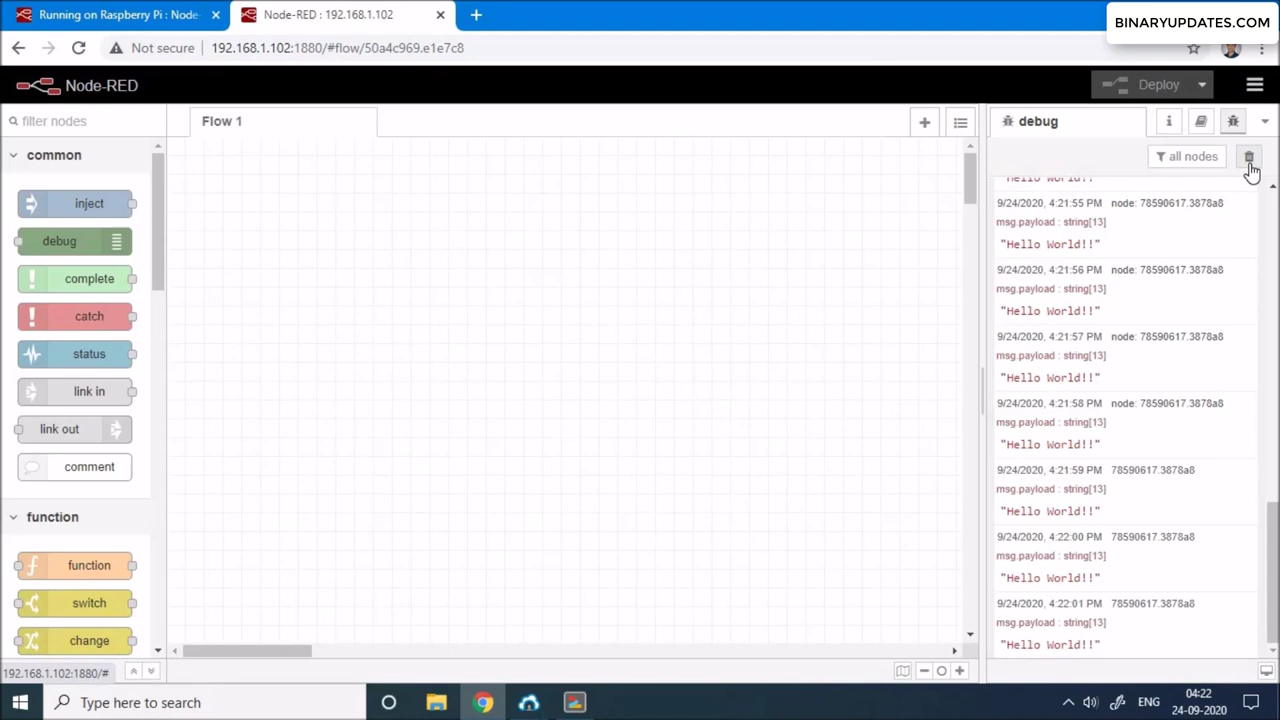 Running on Raspberry Pi : Node-
Node-RED : 192.168.1.102
BINARYUPDATES.COM
Not secure
192.168.1.102:1880/#flow/50a4c969.e1e7c8
Node-RED
Deploy
filter nodes
Flow 1
debug
common
all nodes
inject
debug
complete
catch
status
link in
link out
comment
function
function
switch
change
"Hello World!!"
9/24/2020, 4:21:55 PM node: 78590617.3878a8
msg.payload : string[13]
"Hello World!!"
9/24/2020, 4:21:56 PM node: 78590617.3878a8
msg.payload : string[13]
"Hello World!!"
9/24/2020, 4:21:57 PM node: 78590617.3878a8
msg.payload : string[13]
"Hello World!!"
9/24/2020, 4:21:58 PM node: 78590617.3878a8
msg.payload : string[13]
"Hello World!!"
9/24/2020, 4:21:59 PM 78590617.3878a8
msg.payload : string[13]
"Hello World!!"
9/24/2020, 4:22:00 PM 78590617.3878a8
msg.payload : string[13]
"Hello World!!"
9/24/2020, 4:22:01 PM 78590617.3878a8
msg.payload : string[13]
"Hello World!!"
192.168.1.102:1880/#
Type here to search
ENG
04:22
24-09-2020